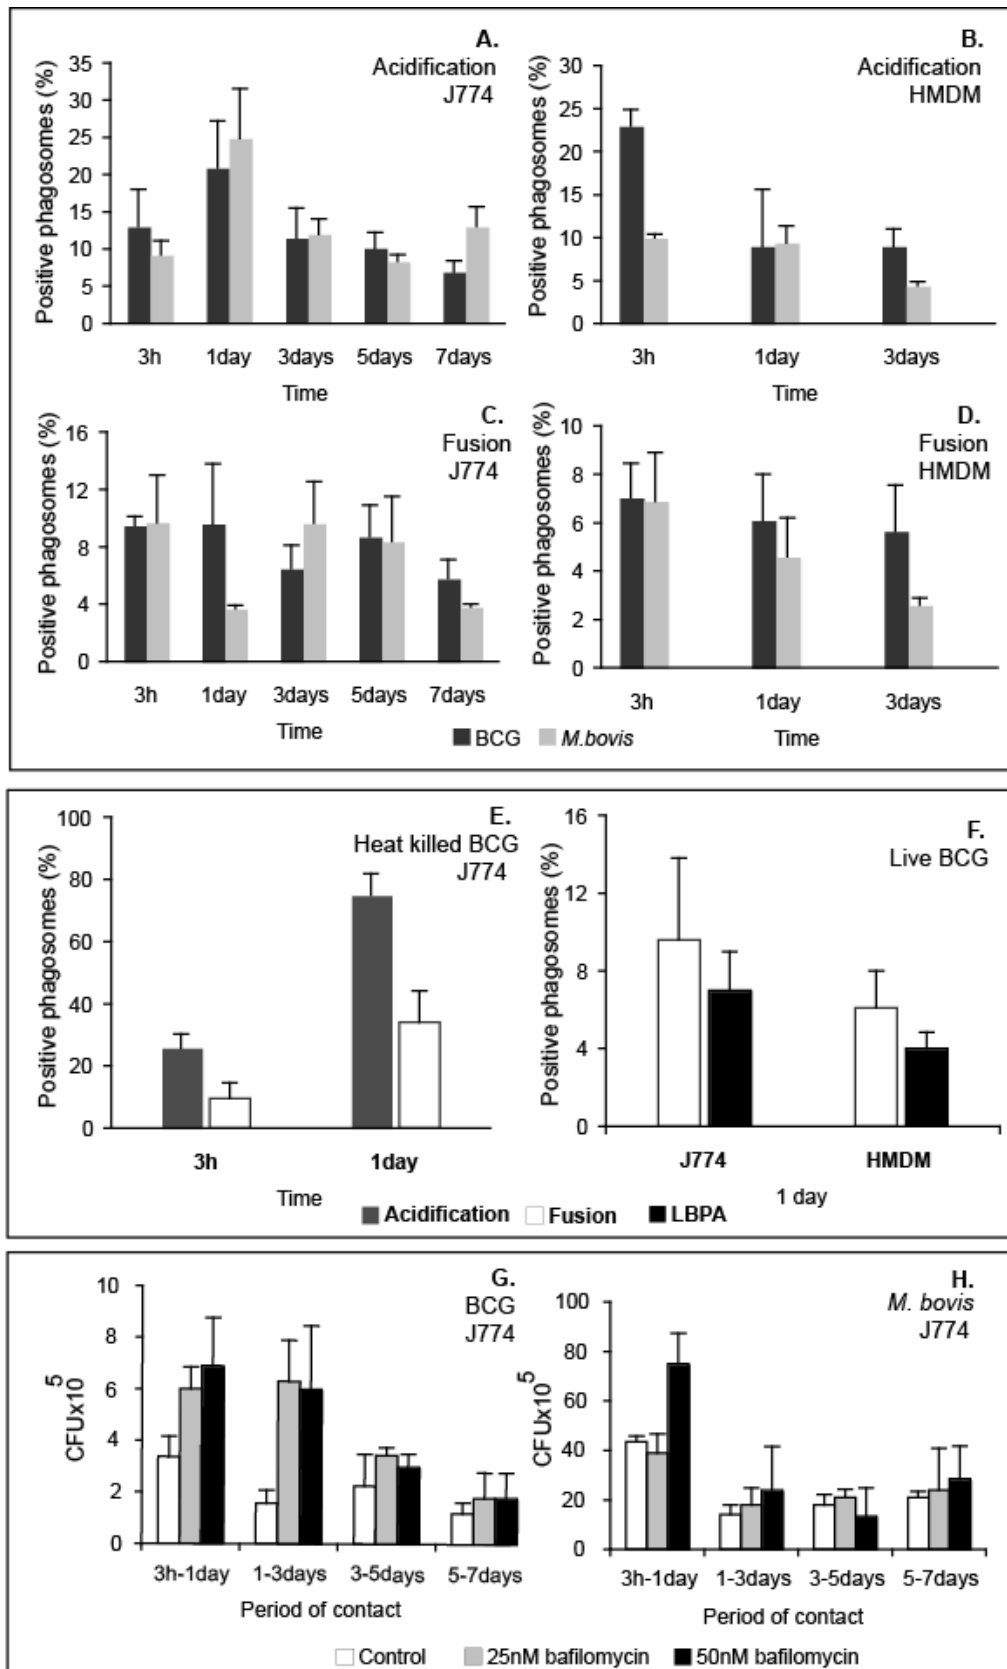 A.
Acidification
J774
Positive phagosomes (%)
35
30
25
20
15
10
5
0
3h 1day 3days 5days 7days
Time
B.
Acidification
HMDM
Positive phagosomes (%)
30
25
20
15
10
5
0
3h 1day 3days
Time
C.
Fusion
J774
Positive phagosomes (%)
16
12
8
4
0
3h 1day 3days 5days 7days
Time
D.
Fusion
HMDM
Positive phagosomes (%)
10
8
6
4
2
0
3h 1day 3days
Time
BCG M.bovis
E.
Heat killed BCG
J774
Positive phagosomes (%)
100
80
60
40
20
0
3h 1day
Time
F.
Live BCG
Positive phagosomes (%)
16
12
8
4
0
J774 HMDM
1 day
Acidification Fusion LBPA
G.
BCG
J774
CFUx10 5
10
8
6
4
2
0
3h-1day 1-3days 3-5days 5-7days
Period of contact
H.
M. bovis
J774
CFUx10 5
100
80
60
40
20
0
3h-1day 1-3days 3-5days 5-7days
Period of contact
Control 25nM bafilomycin 50nM bafilomycin